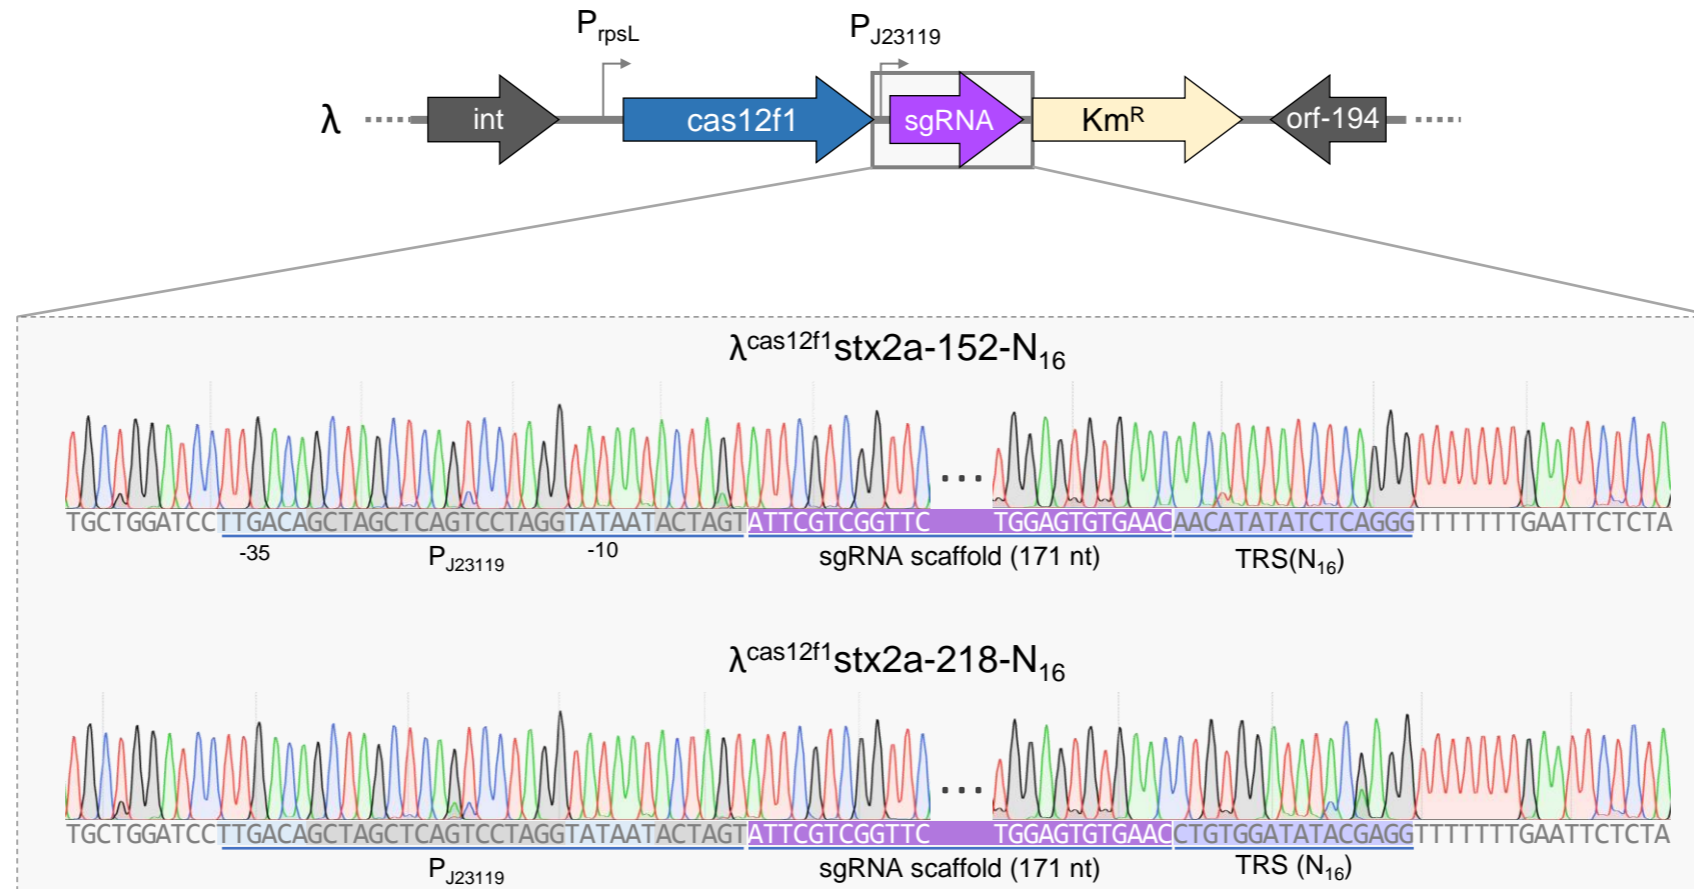 P_rpsL P_J23119
λ int cas12f1 sgRNA Km^R orf-194
λ^cas12f1 stx2a-152-N_16
...
TGCTGGATCCTTGACAGCTAGCTCAGTCCTAGGTATAATACTAGTATTCGTCGGTTC TGGAGTGTGAACAACATATATCTCAGGGTTTTTTTGAATTCTCTA
-35 P_J23119 -10 sgRNA scaffold (171 nt) TRS(N_16)
λ^cas12f1 stx2a-218-N_16
...
TGCTGGATCCTTGACAGCTAGCTCAGTCCTAGGTATAATACTAGTATTCGTCGGTTC TGGAGTGTGAACCTGTGGATATACGAGGTTTTTTTGAATTCTCTA
P_J23119 sgRNA scaffold (171 nt) TRS (N_16)